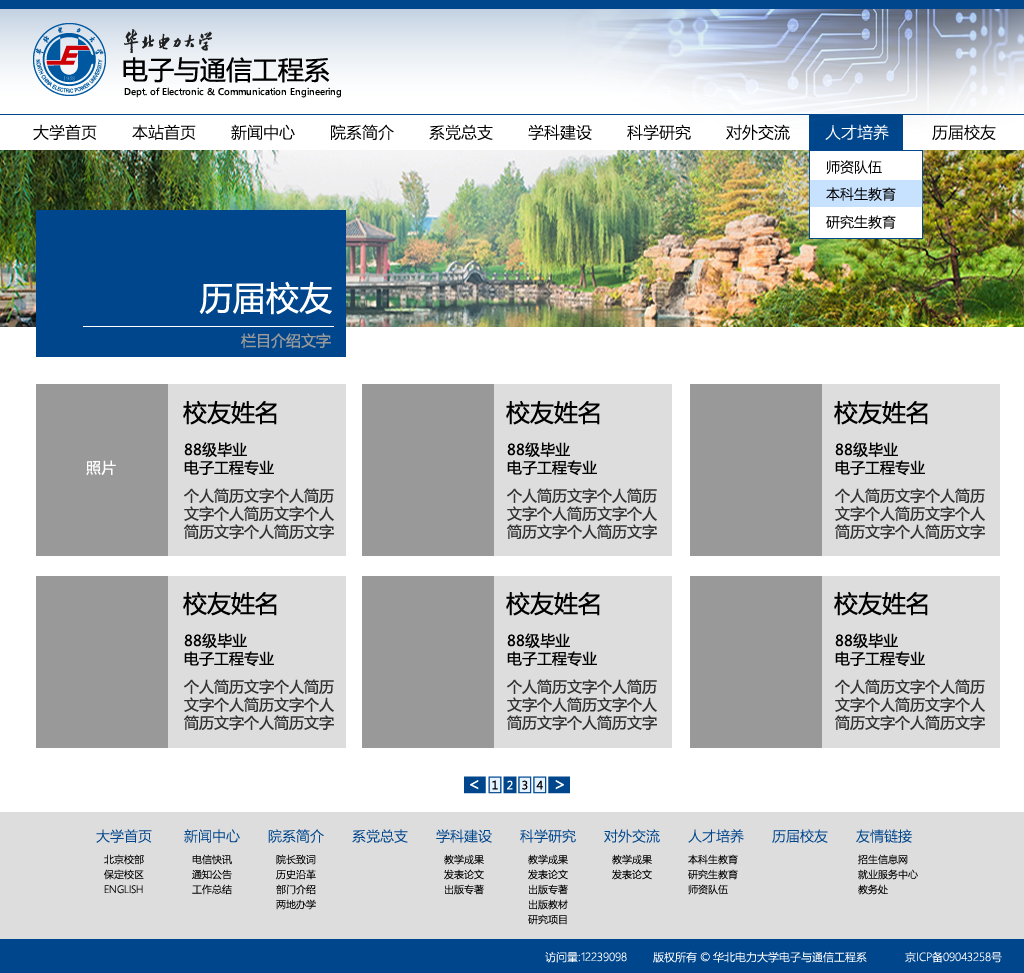 华北电力大学
电子与通信工程系
Dept. of Electronic & Communication Engineering
华北电力大学
NORTH CHINA ELECTRIC POWER UNIVERSITY
1958
大学首页 本站首页 新闻中心 院系简介 系党总支 学科建设 科学研究 对外交流 人才培养 历届校友
师资队伍
本科生教育
研究生教育
历届校友
栏目介绍文字
照片
校友姓名
88级毕业
电子工程专业
个人简历文字个人简历
文字个人简历文字个人
简历文字个人简历文字
校友姓名
88级毕业
电子工程专业
个人简历文字个人简历
文字个人简历文字个人
简历文字个人简历文字
校友姓名
88级毕业
电子工程专业
个人简历文字个人简历
文字个人简历文字个人
简历文字个人简历文字
校友姓名
88级毕业
电子工程专业
个人简历文字个人简历
文字个人简历文字个人
简历文字个人简历文字
校友姓名
88级毕业
电子工程专业
个人简历文字个人简历
文字个人简历文字个人
简历文字个人简历文字
校友姓名
88级毕业
电子工程专业
个人简历文字个人简历
文字个人简历文字个人
简历文字个人简历文字
< 1 2 3 4 >
大学首页
北京校部
保定校区
ENGLISH
新闻中心
电信快讯
通知公告
工作总结
院系简介
院长致词
历史沿革
部门介绍
两地办学
系党总支
学科建设
教学成果
发表论文
出版专著
科学研究
教学成果
发表论文
出版专著
出版教材
研究项目
对外交流
教学成果
发表论文
人才培养
本科生教育
研究生教育
师资队伍
历届校友
友情链接
招生信息网
就业服务中心
教务处
访问量:12239098 版权所有 © 华北电力大学电子与通信工程系 京ICP备09043258号